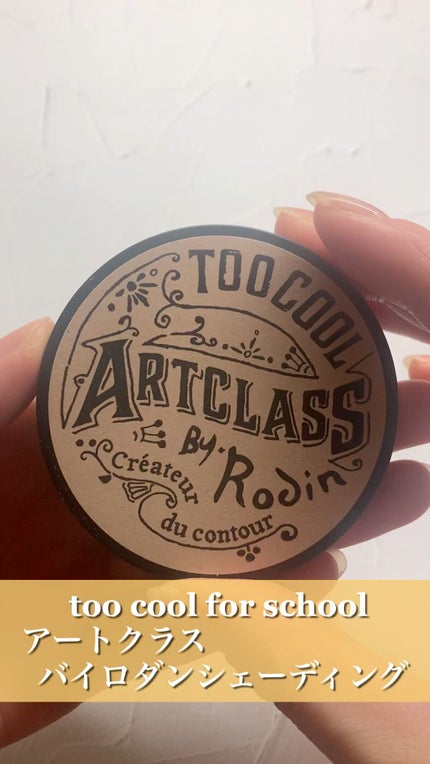 TOO COOL
ARTCLASS
BY. Rodin
Créateur
du contour
too cool for school
アートクラス
バイロダンシェーディング